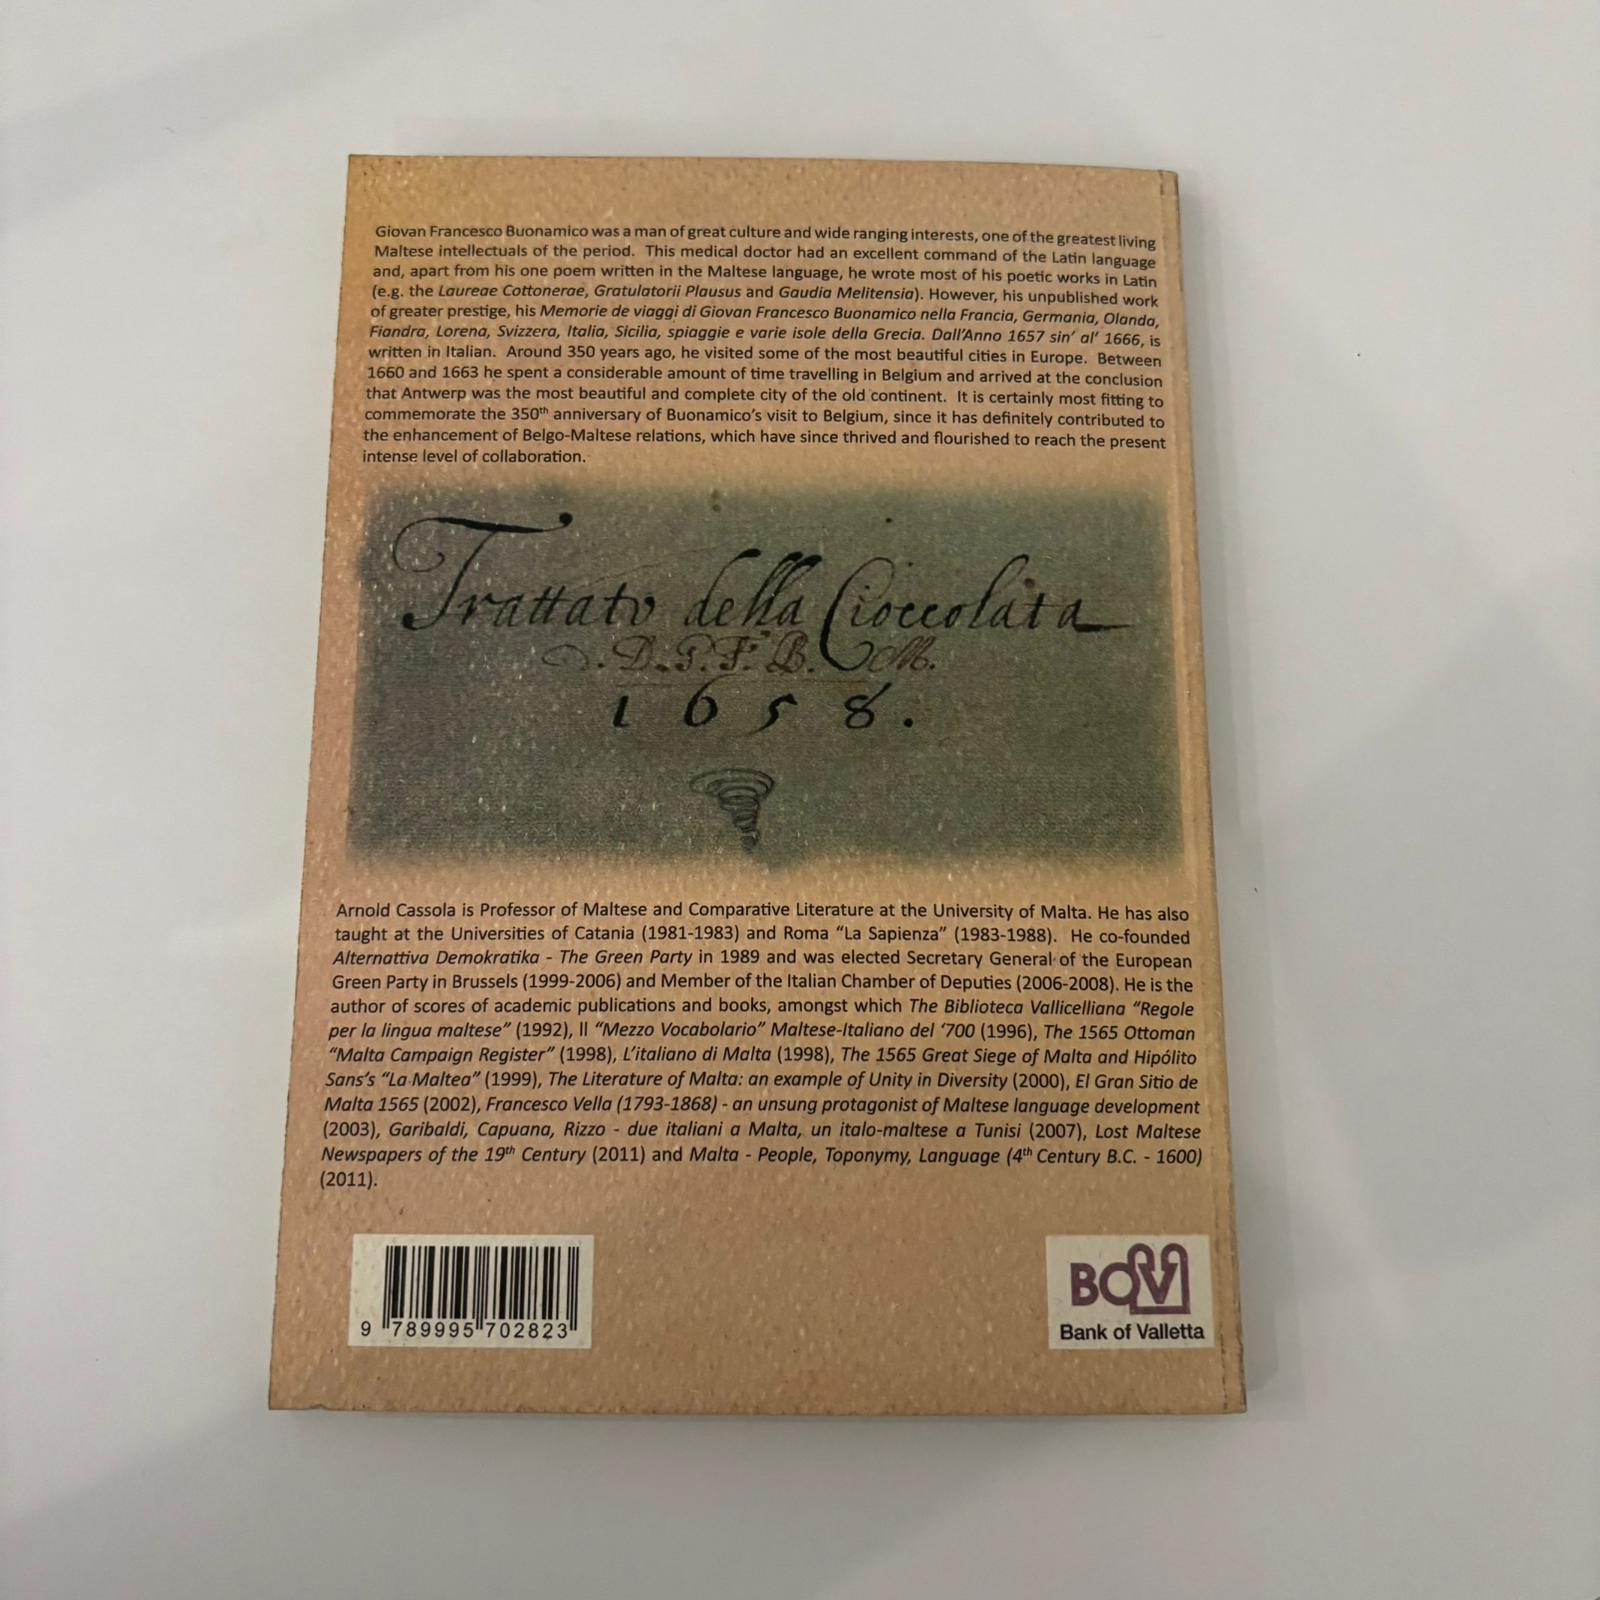 Giovan Francesco Buonamico was a man of great culture and wide ranging interests, one of the greatest living
Maltese intellectuals of the period. This medical doctor had an excellent command of the Latin language
and, apart from his one poem written in the Maltese language, he wrote most of his poetic works in Latin
(e.g. the Laureae Cottonerae, Gratulatorii Plausus and Gaudia Melitensia). However, his unpublished work
of greater prestige, his Memorie de viaggi di Giovan Francesco Buonamico nella Francia, Germania, Olanda,
Fiandra, Lorena, Svizzera, Italia, Sicilia, spiaggie e varie isole della Grecia. Dall'Anno 1657 sin' al' 1666, is
written in Italian. Around 350 years ago, he visited some of the most beautiful cities in Europe. Between
1660 and 1663 he spent a considerable amount of time travelling in Belgium and arrived at the conclusion
that Antwerp was the most beautiful and complete city of the old continent. It is certainly most fitting to
commemorate the 350th anniversary of Buonamico's visit to Belgium, since it has definitely contributed to
the enhancement of Belgo-Maltese relations, which have since thrived and flourished to reach the present
intense level of collaboration.
Trattato della Cioccolata
D. G. F. B. M.
1658.
Arnold Cassola is Professor of Maltese and Comparative Literature at the University of Malta. He has also
taught at the Universities of Catania (1981-1983) and Roma "La Sapienza" (1983-1988). He co-founded
Alternattiva Demokratika - The Green Party in 1989 and was elected Secretary General of the European
Green Party in Brussels (1999-2006) and Member of the Italian Chamber of Deputies (2006-2008). He is the
author of scores of academic publications and books, amongst which The Biblioteca Vallicelliana "Regole
per la lingua maltese" (1992), Il "Mezzo Vocabolario" Maltese-Italiano del '700 (1996), The 1565 Ottoman
"Malta Campaign Register" (1998), L'italiano di Malta (1998), The 1565 Great Siege of Malta and Hipólito
Sans's "La Maltea" (1999), The Literature of Malta: an example of Unity in Diversity (2000), El Gran Sitio de
Malta 1565 (2002), Francesco Vella (1793-1868) - an unsung protagonist of Maltese language development
(2003), Garibaldi, Capuana, Rizzo - due italiani a Malta, un italo-maltese a Tunisi (2007), Lost Maltese
Newspapers of the 19th Century (2011) and Malta - People, Toponymy, Language (4th Century B.C. - 1600)
(2011).
9 789995 702823
BOV
Bank of Valletta